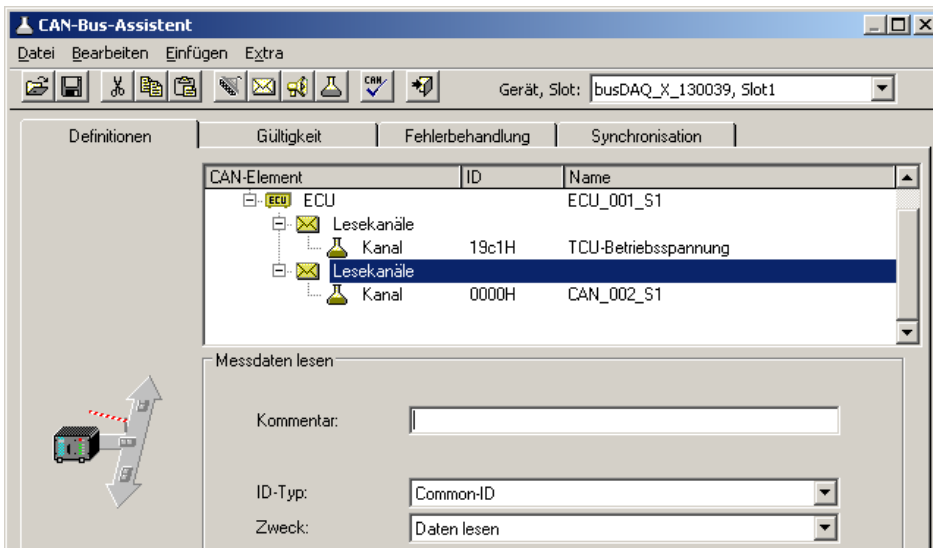 CAN-Bus-Assistent
Datei Bearbeiten Einfügen Extra
CAN Gerät, Slot: busDAQ_X_130039, Slot1
Definitionen Gültigkeit Fehlerbehandlung Synchronisation
CAN-Element ID Name
ECU ECU ECU_001_S1
Lesekanäle
Kanal 19c1H TCU-Betriebsspannung
Lesekanäle
Kanal 0000H CAN_002_S1
Messdaten lesen
Kommentar:
ID-Typ: Common-ID
Zweck: Daten lesen